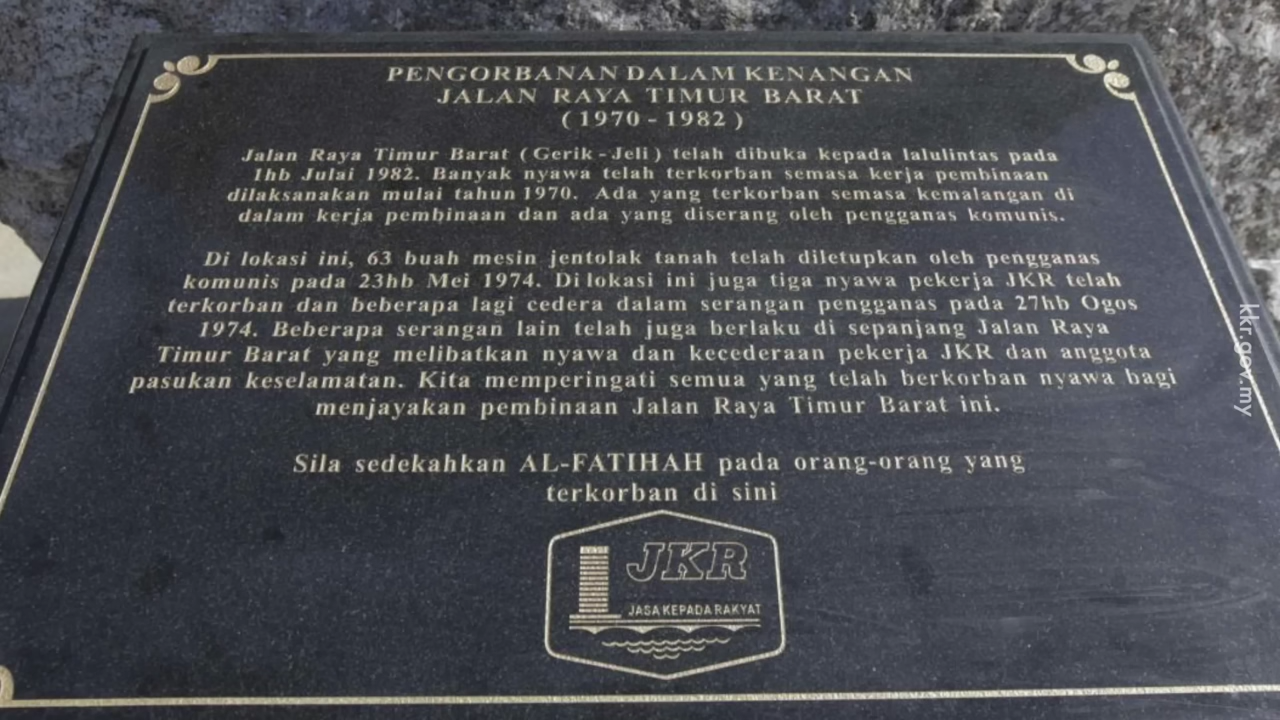 PENGORBANAN DALAM KENANGAN
JALAN RAYA TIMUR BARAT
( 1970 - 1982 )
Jalan Raya Timur Barat ( Gerik - Jeli ) telah dibuka kepada lalulintas pada
1hb Julai 1982. Banyak nyawa telah terkorban semasa kerja pembinaan
dilaksanakan mulai tahun 1970. Ada yang terkorban semasa kemalangan di
dalam kerja pembinaan dan ada yang diserang oleh pengganas komunis.
Di lokasi ini, 63 buah mesin jentolak tanah telah diletupkan oleh pengganas
komunis pada 23hb Mei 1974. Di lokasi ini juga tiga nyawa pekerja JKR telah
terkorban dan beberapa lagi cedera dalam serangan pengganas pada 27hb Ogos
1974. Beberapa serangan lain telah juga berlaku di sepanjang Jalan Raya
Timur Barat yang melibatkan nyawa dan kecederaan pekerja JKR dan anggota
pasukan keselamatan. Kita memperingati semua yang telah berkorban nyawa bagi
menjayakan pembinaan Jalan Raya Timur Barat ini.
Sila sedekahkan AL-FATIHAH pada orang-orang yang
terkorban di sini
JKR
JASA KEPADA RAKYAT
kkr.gov.my